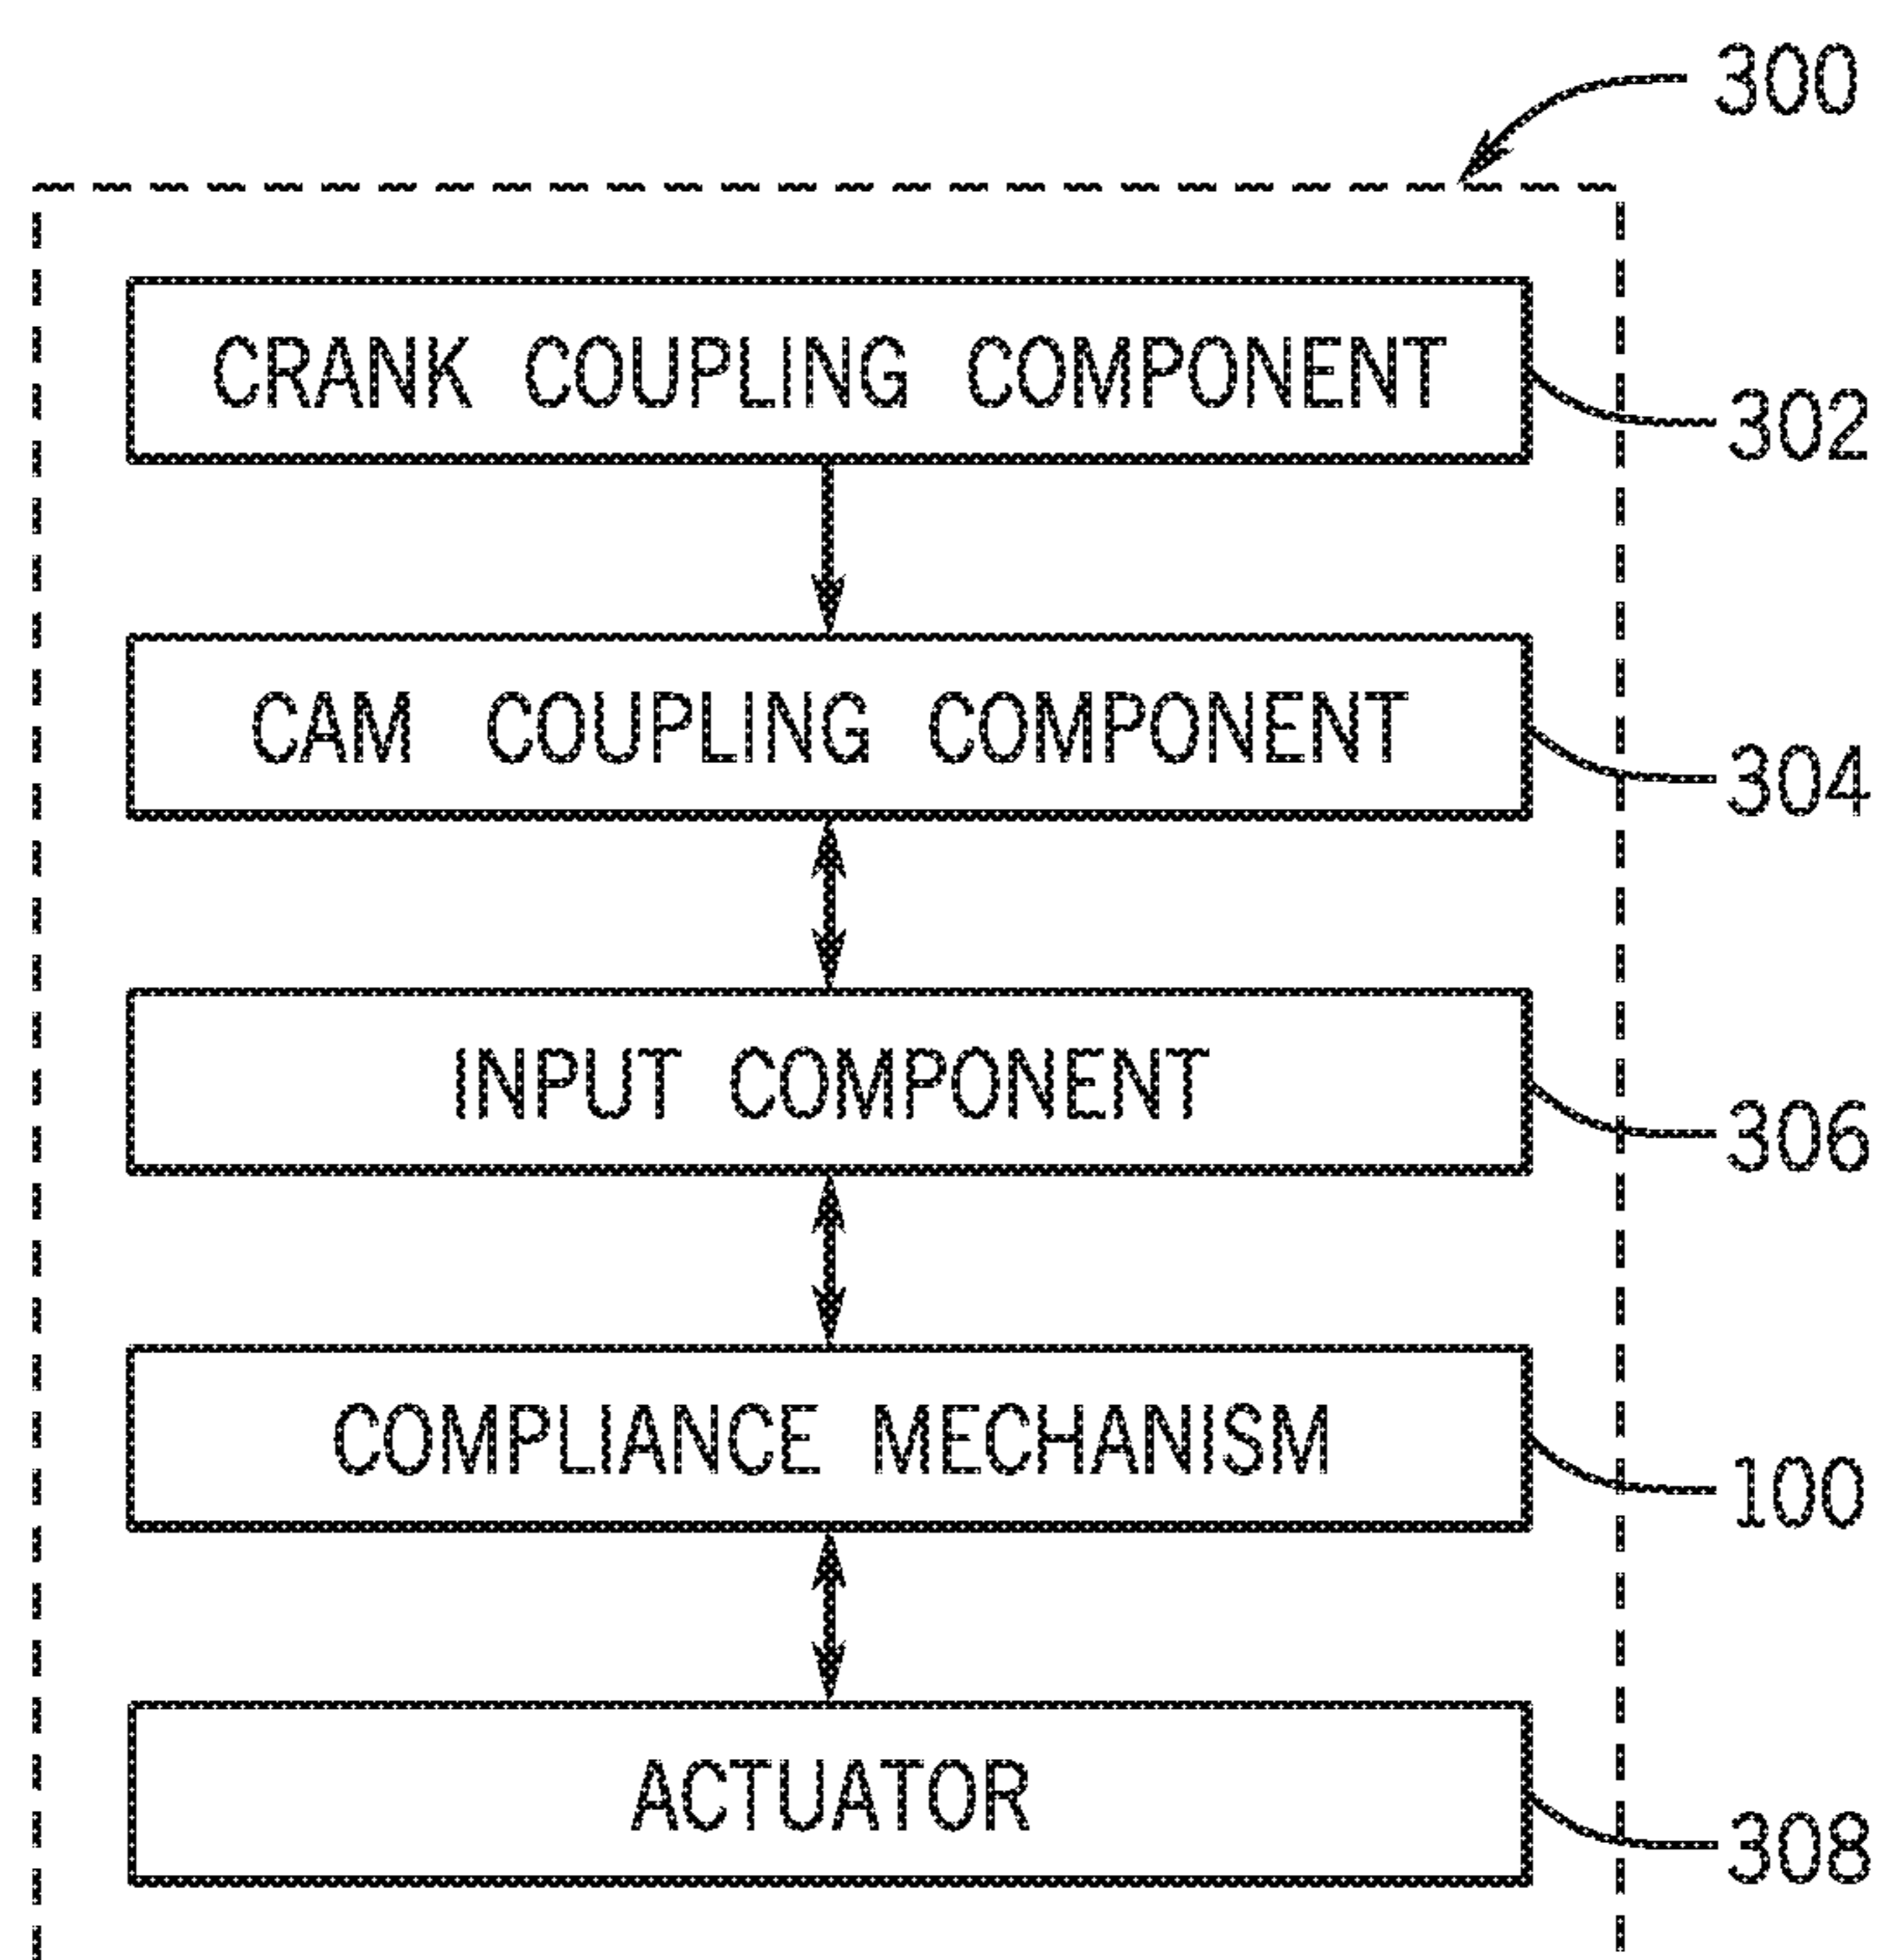 300
CRANK COUPLING COMPONENT
302
CAM COUPLING COMPONENT
304
INPUT COMPONENT
306
COMPLIANCE MECHANISM
100
ACTUATOR
308